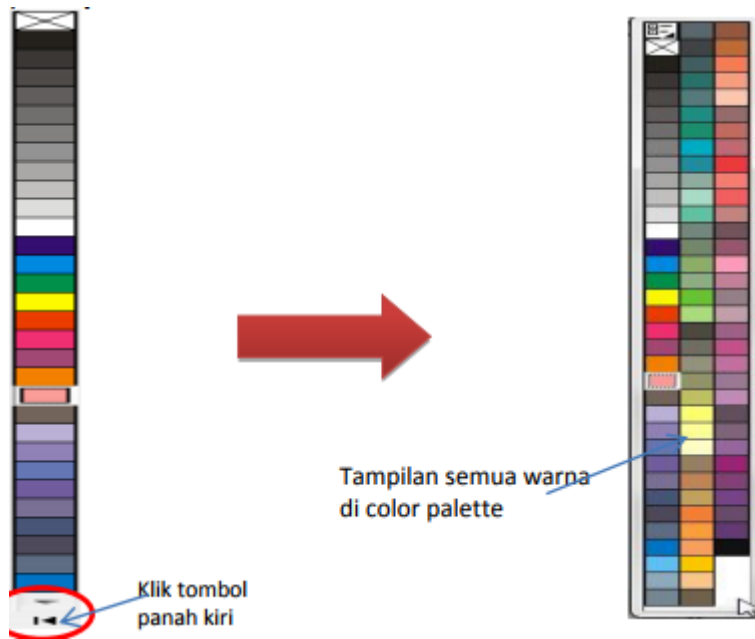 Tampilan semua warna
di color palette
Klik tombol
panah kiri